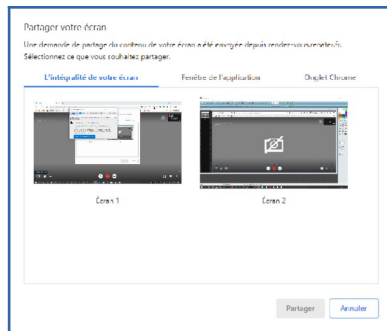 Partager votre écran
Une demande de partage du contenu de votre écran a été envoyée depuis
Sélectionnez ce que vous souhaitez partager.
L'intégralité de votre écran
Fenêtre de l'application
Onglet Chrome
Écran 1
Écran 2
Partager
Annuler